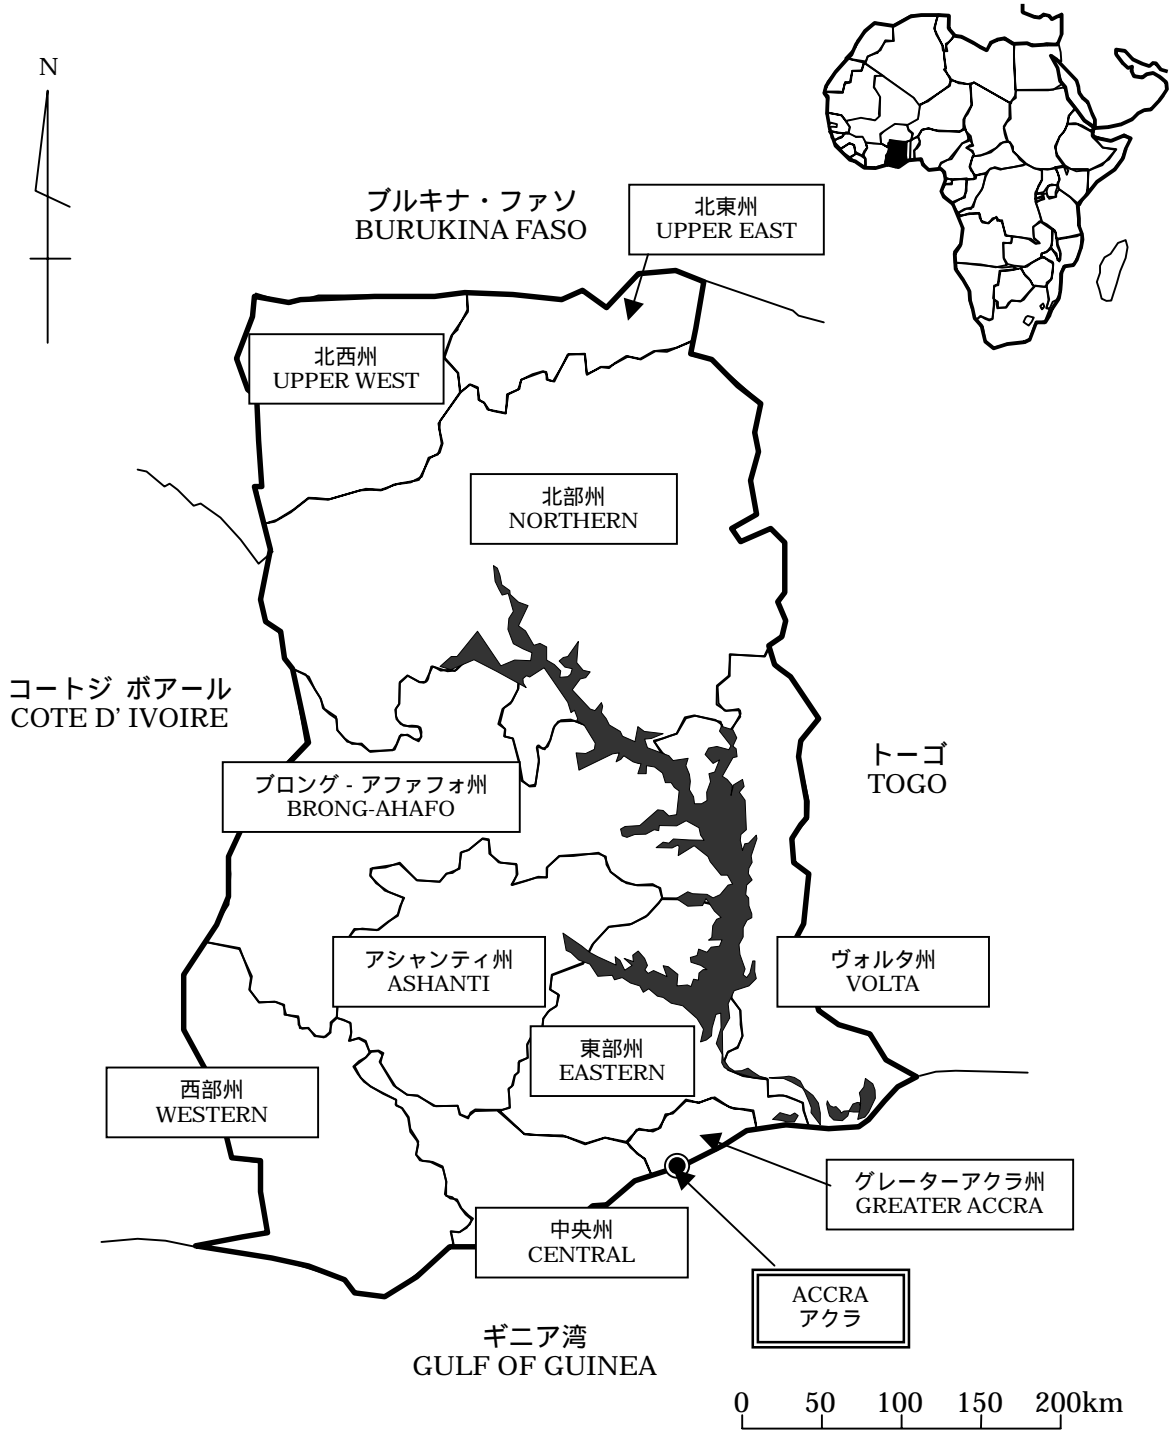 N
ブルキナ・ファソ
BURUKINA FASO
北東州
UPPER EAST
北西州
UPPER WEST
北部州
NORTHERN
コートジ ボアール
COTE D' IVOIRE
トーゴ
TOGO
ブロング - アファフォ州
BRONG-AHAFO
アシャンティ州
ASHANTI
ヴォルタ州
VOLTA
東部州
EASTERN
西部州
WESTERN
グレーターアクラ州
GREATER ACCRA
中央州
CENTRAL
ACCRA
アクラ
ギニア湾
GULF OF GUINEA
0 50 100 150 200km